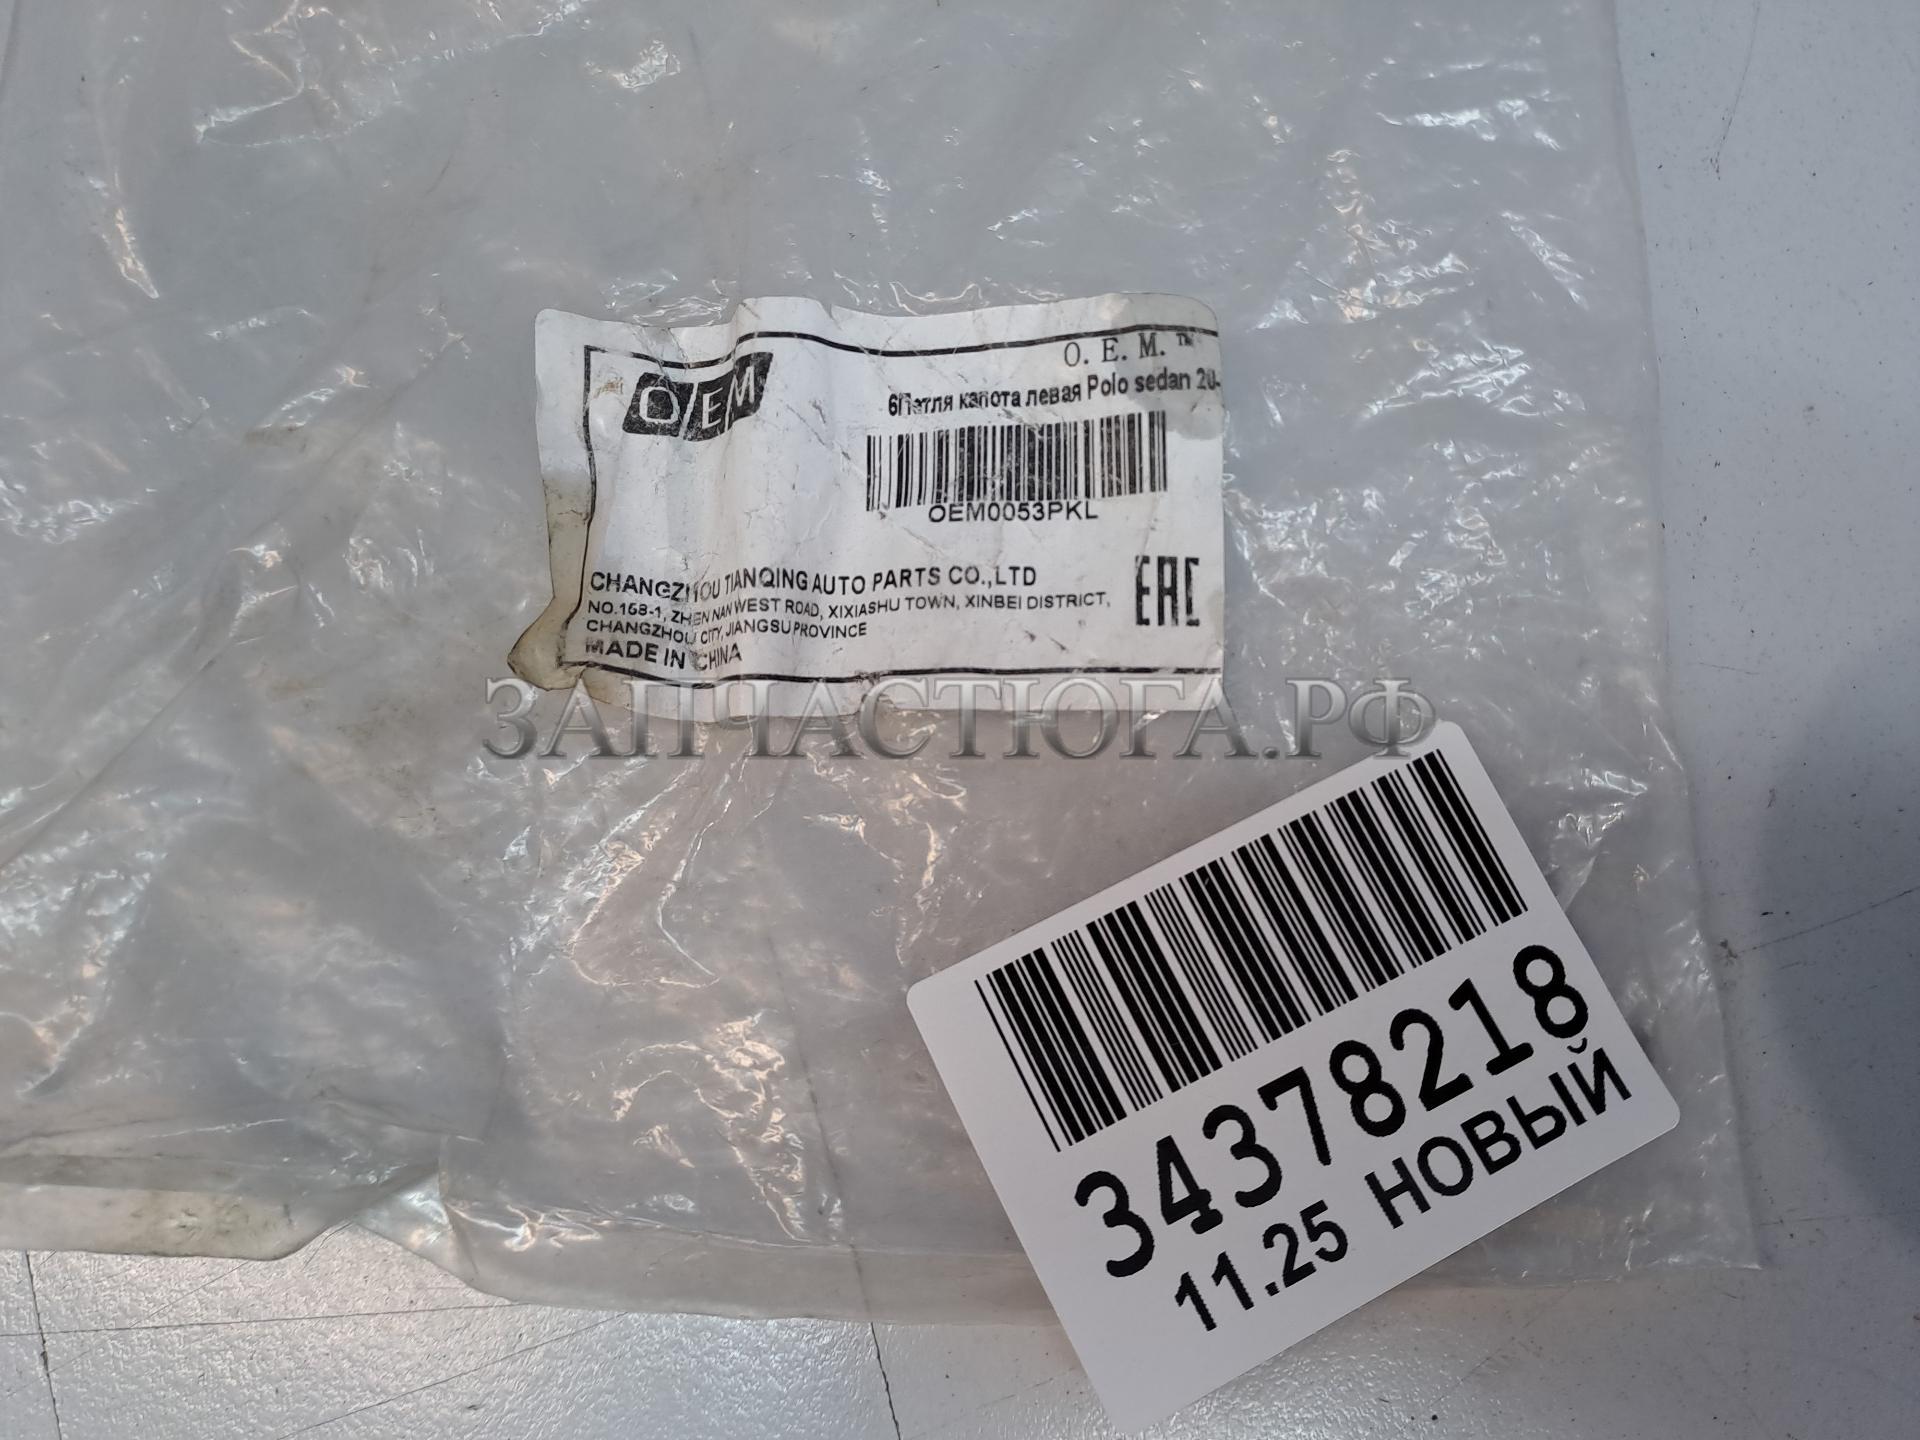 O. E. M. ™
OEM
6Петля капота левая Polo sedan 20-
OEM0053PKL
CHANGZHOU TIANQING AUTO PARTS CO.,LTD
NO.168-1, ZHEN NAN WEST ROAD, XIXIASHU TOWN, XINBEI DISTRICT,
CHANGZHOU CITY, JIANGSU PROVINCE
MADE IN CHINA
EAC
ЗАПЧАСТЮГА.РФ
34378218
11.25 НОВЫЙ